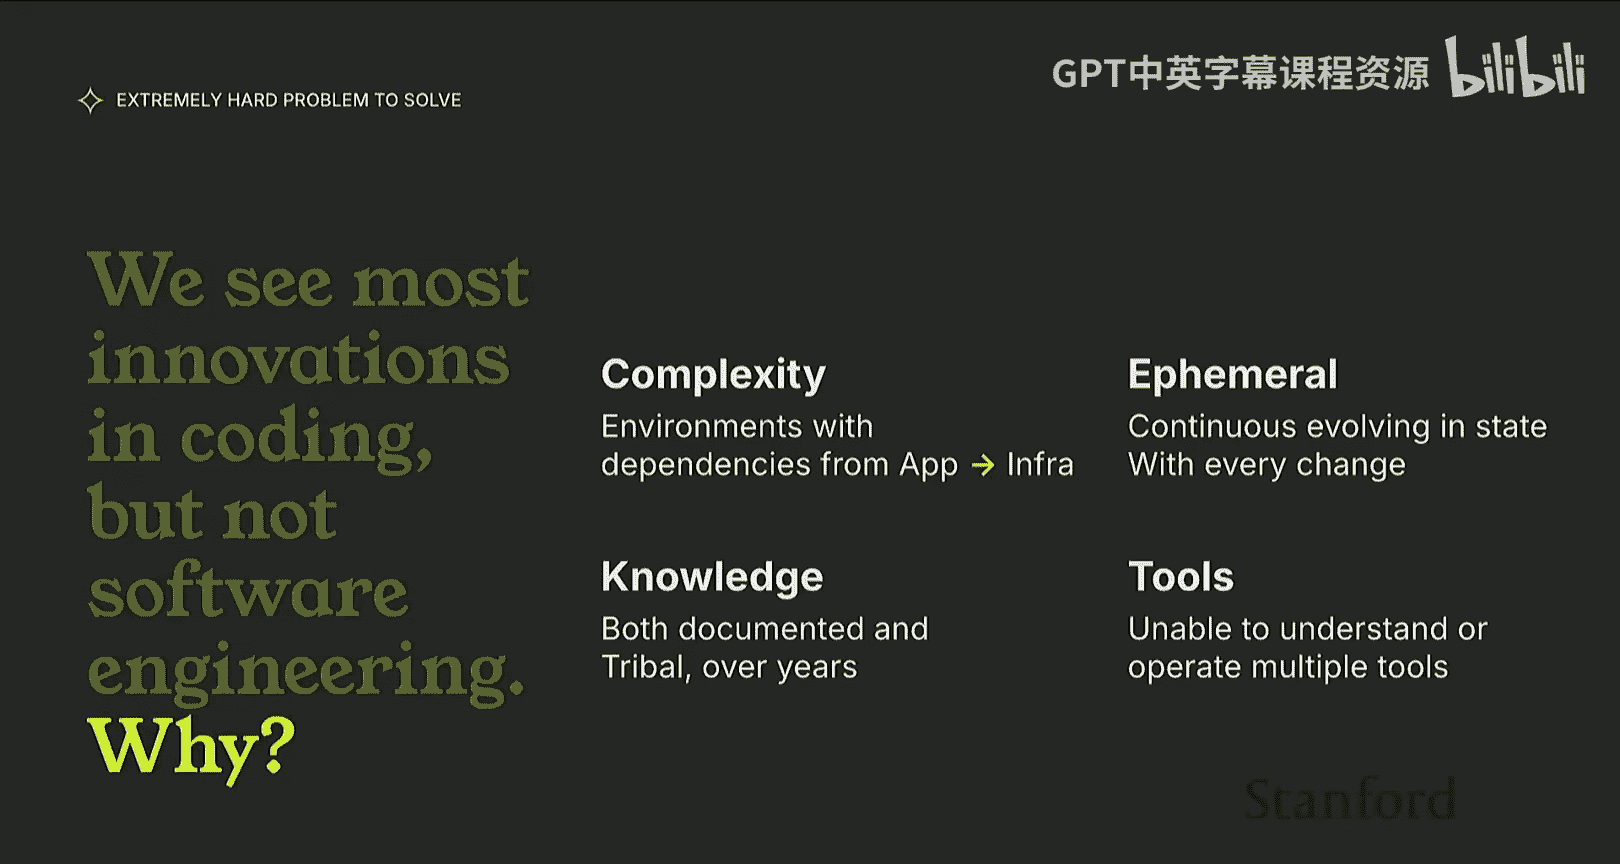 GPT中英字幕课程资源 bilibili
EXTREMELY HARD PROBLEM TO SOLVE
We see most
innovations
in coding,
but not
software
engineering.
Why?
Complexity
Environments with
dependencies from App → Infra
Ephemeral
Continuous evolving in state
With every change
Knowledge
Both documented and
Tribal, over years
Tools
Unable to understand or
operate multiple tools
Stanford